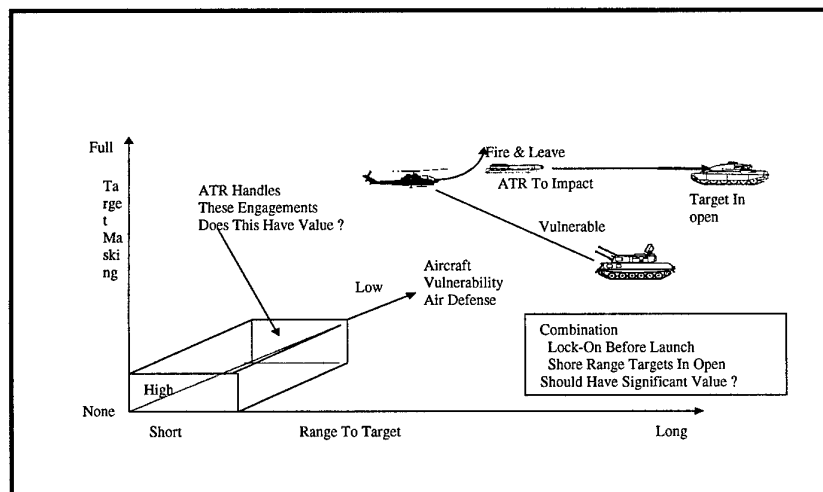 Full
Ta
rge
t
Ma
ski
ng
None
ATR Handles
These Engagements
Does This Have Value ?
Fire & Leave
ATR To Impact
Target In
open
Vulnerable
Low
Aircraft
Vulnerability
Air Defense
High
Combination
Lock-On Before Launch
Shore Range Targets In Open
Should Have Significant Value ?
Short
Range To Target
Long